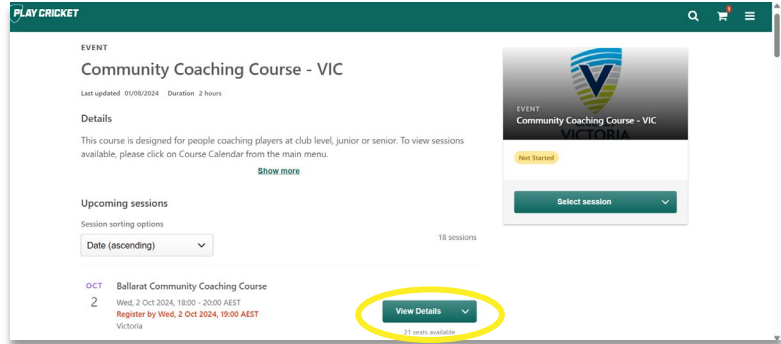 PLAY CRICKET
1
EVENT
Community Coaching Course - VIC
Last updated 01/08/2024 Duration 2 hours
Details
This course is designed for people coaching players at club level, junior or senior. To view sessions
available, please click on Course Calendar from the main menu.
Show more
Upcoming sessions
Session sorting options
Date (ascending)
18 sessions
OCT
2
Ballarat Community Coaching Course
Wed, 2 Oct 2024, 18:00 - 20:00 AEST
Register by Wed, 2 Oct 2024, 19:00 AEST
Victoria
View Details
21 seats available
EVENT
Community Coaching Course - VIC
VICTORIA
Not Started
Select session